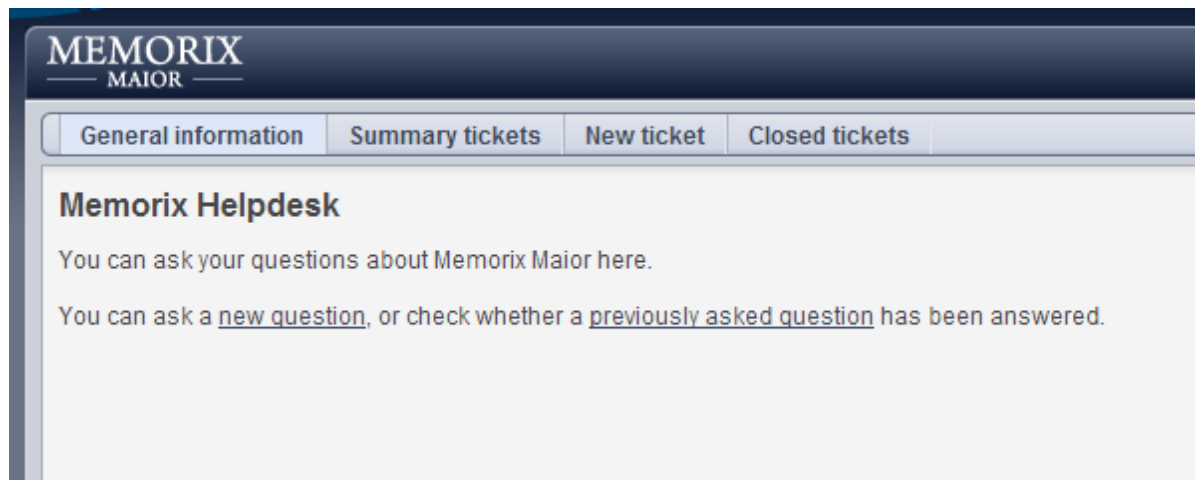 MEMORIX
MAIOR
General information Summary tickets New ticket Closed tickets
Memorix Helpdesk
You can ask your questions about Memorix Maior here.
You can ask a new question, or check whether a previously asked question has been answered.